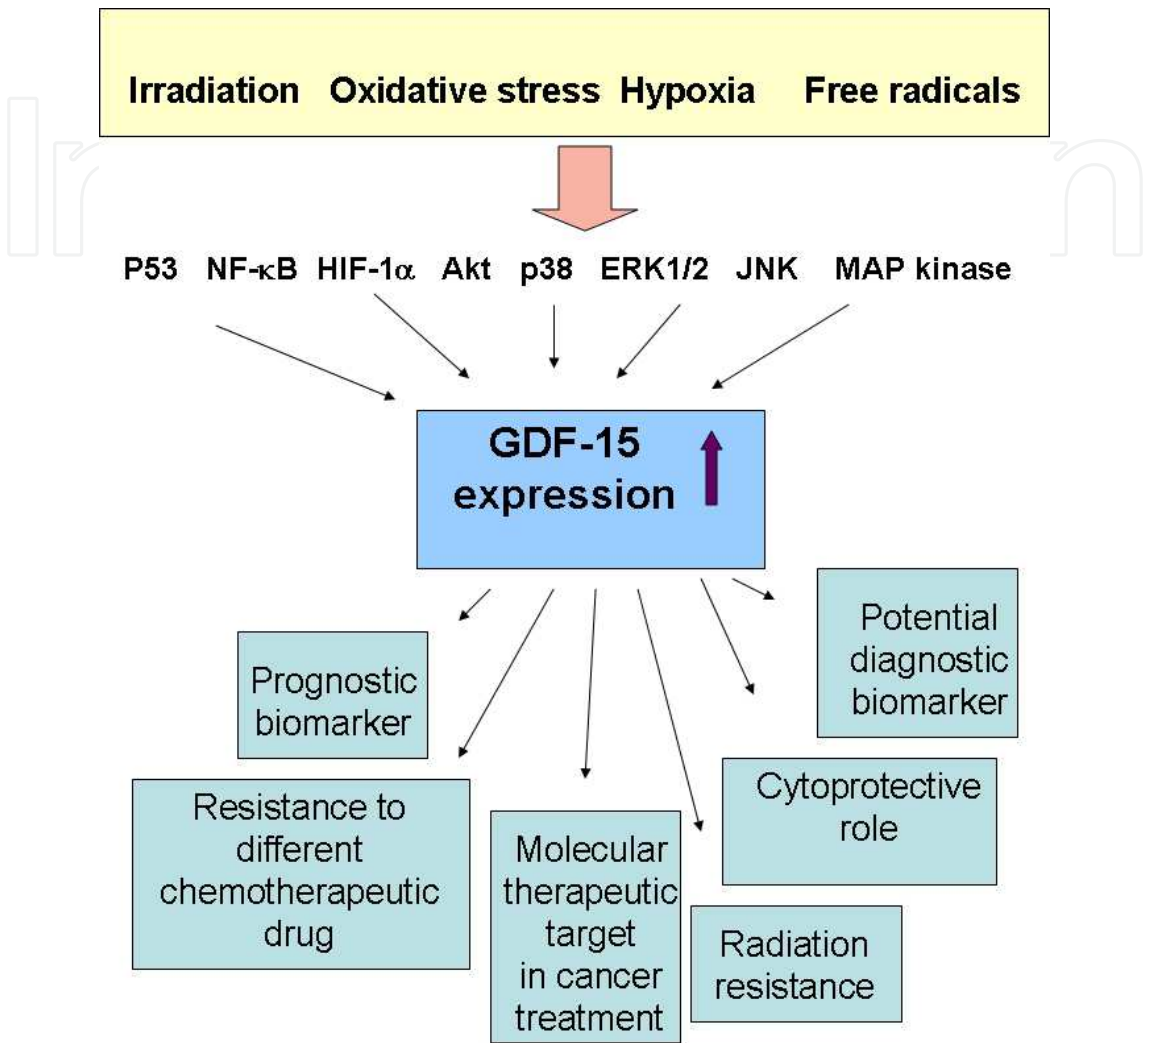 Irradiation Oxidative stress Hypoxia Free radicals
P53 NF-κB HIF-1α Akt p38 ERK1/2 JNK MAP kinase
GDF-15
expression
Prognostic
biomarker
Potential
diagnostic
biomarker
Resistance to
different
chemotherapeutic
drug
Molecular
therapeutic
target
in cancer
treatment
Cytoprotective
role
Radiation
resistance